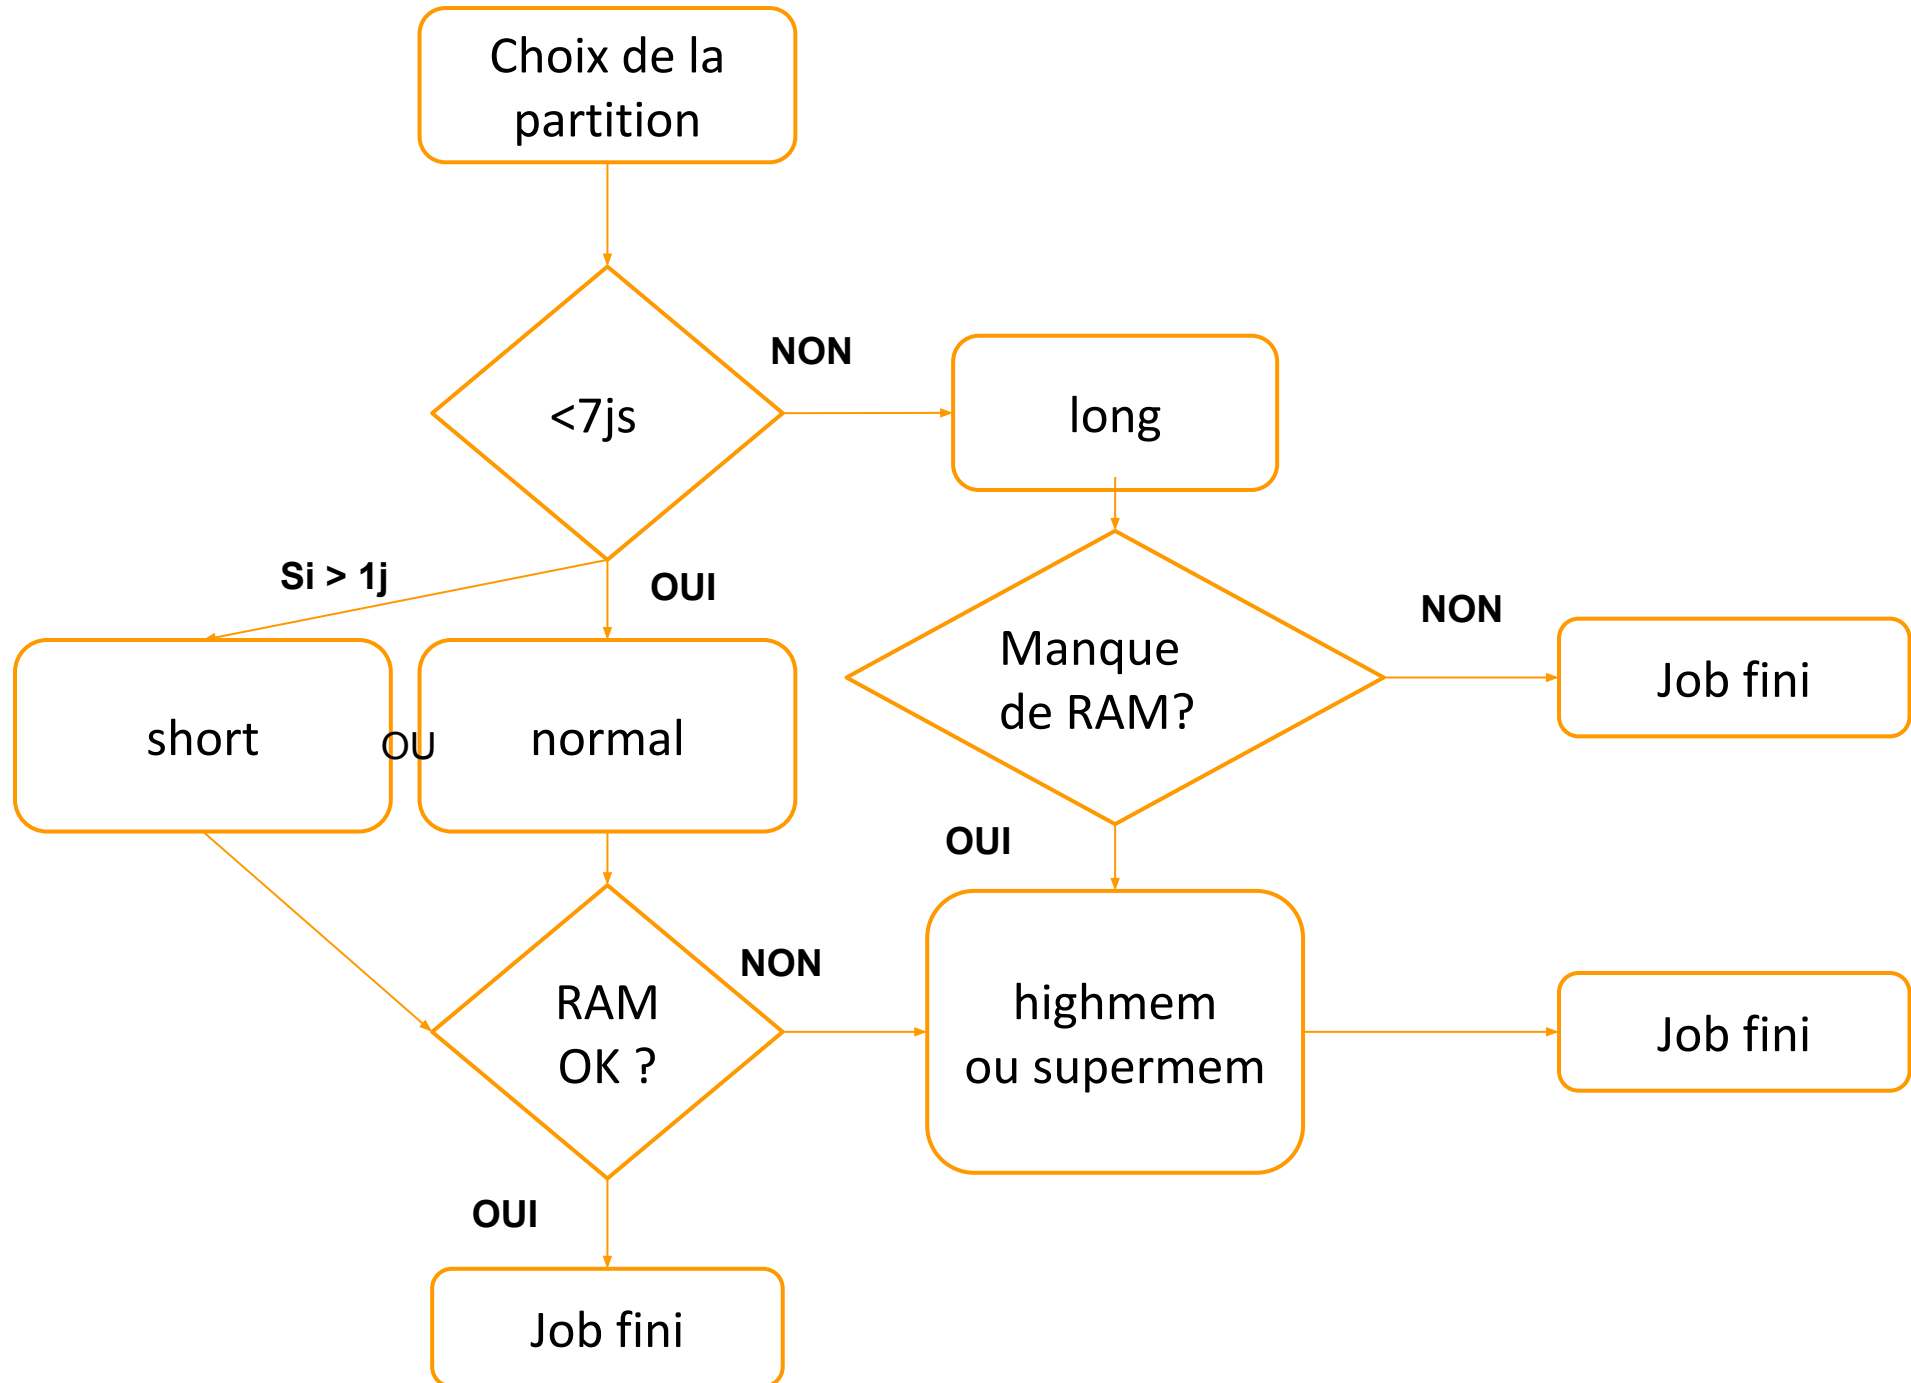 Choix de la
partition
<7js
NON
long
Si > 1j
OUI
short
OU
normal
Manque
de RAM?
NON
Job fini
OUI
RAM
OK ?
NON
highmem
ou supermem
Job fini
OUI
Job fini